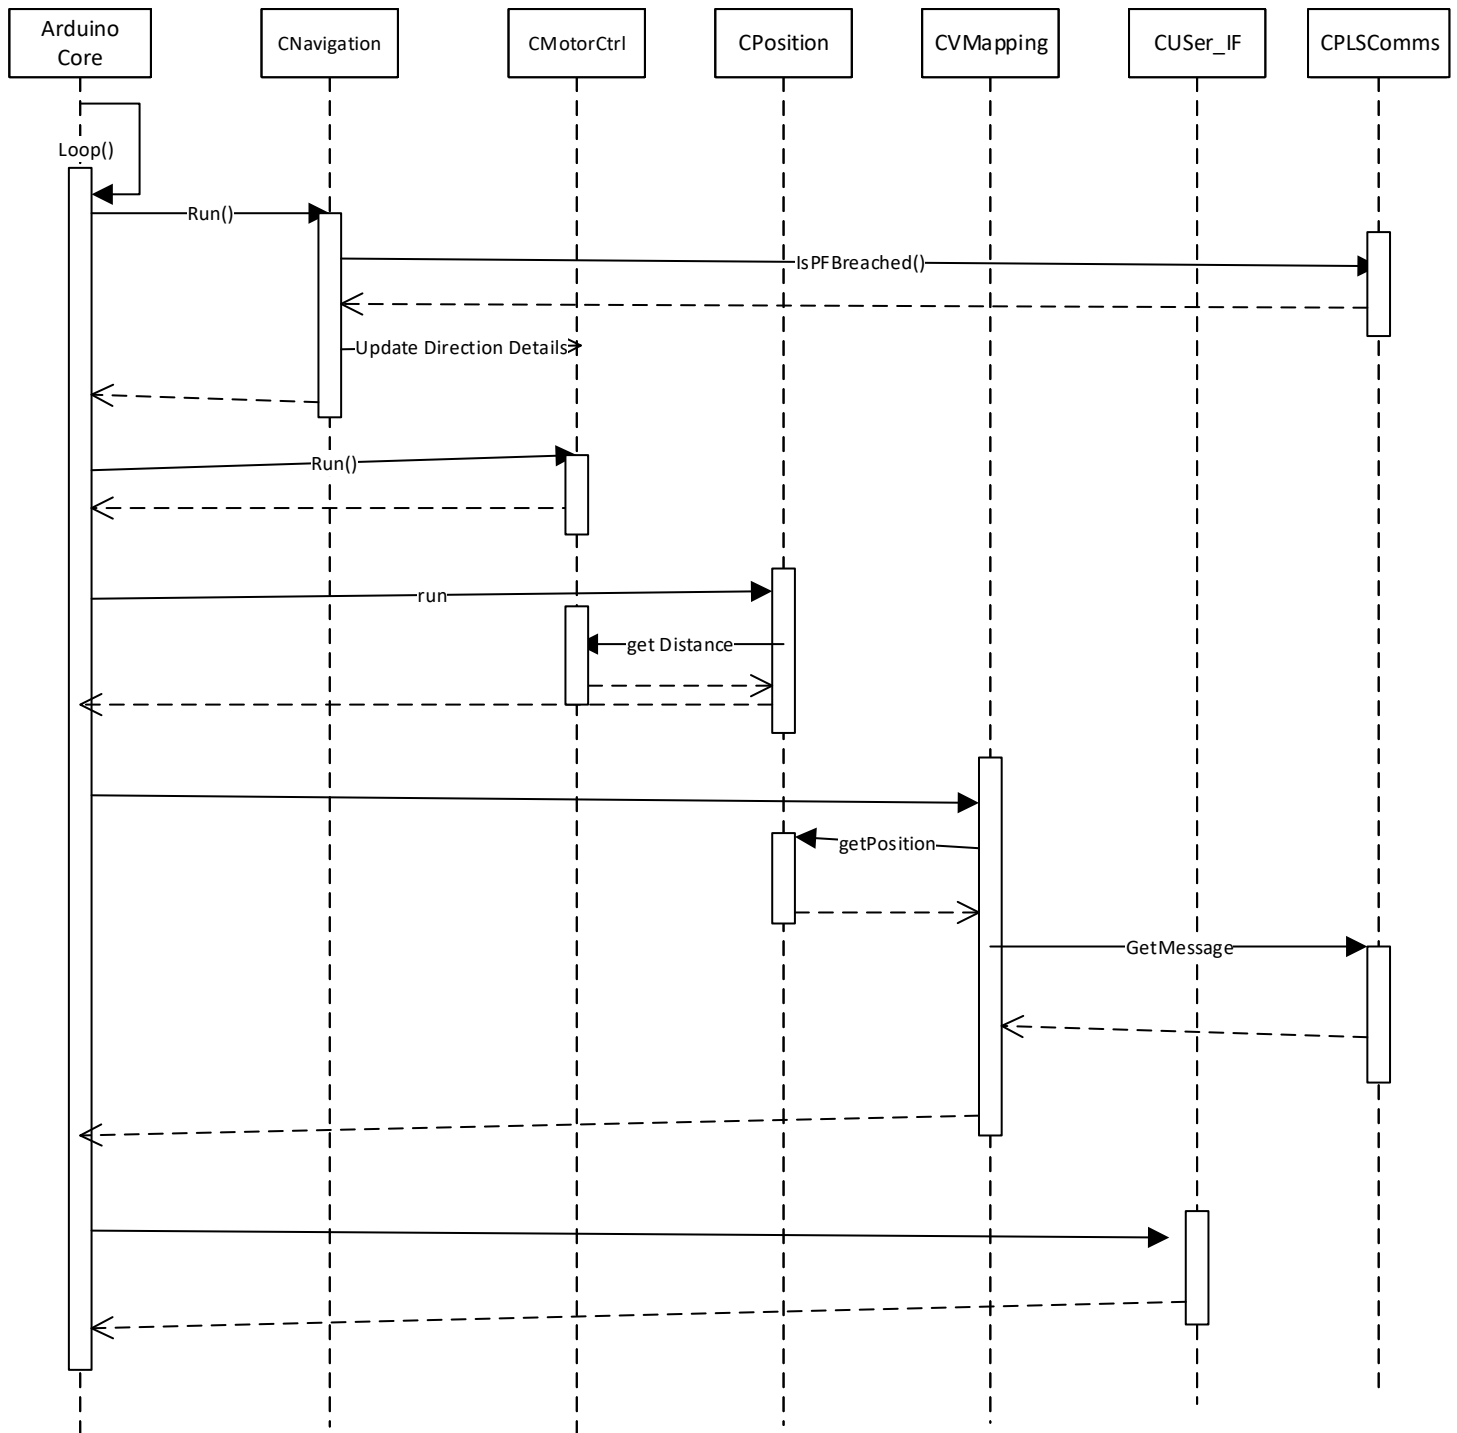 Arduino
Core
CNavigation
CMotorCtrl
CPosition
CVMapping
CUSer_IF
CPLSComms
Loop()
Run()
IsPFBreached()
Update Direction Details
Run()
run
get Distance
getPosition
GetMessage